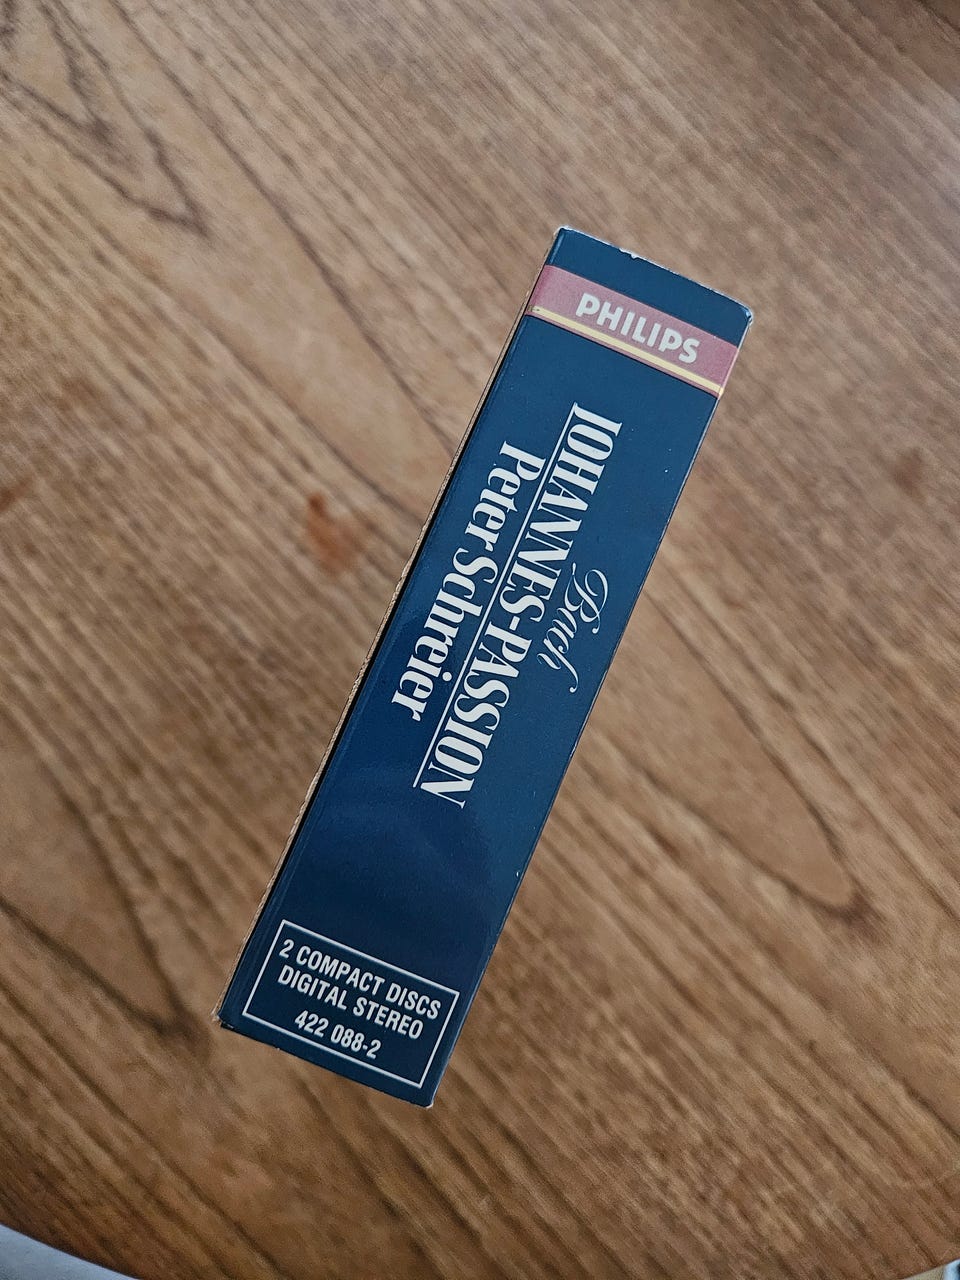 PHILIPS
Bach
JOHANNES-PASSION
Peter Schreier
2 COMPACT DISCS
DIGITAL STEREO
422 088-2